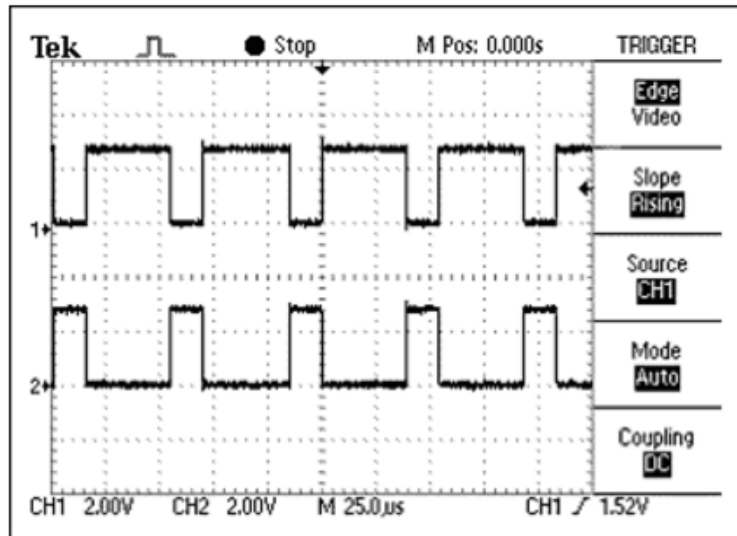 Tek Stop M Pos: 0.000s TRIGGER
Edge
Video
Slope
Rising
1
Source
CH1
Mode
Auto
2
Coupling
DC
CH1 2.00V CH2 2.00V M 25.0µs CH1 1.52V